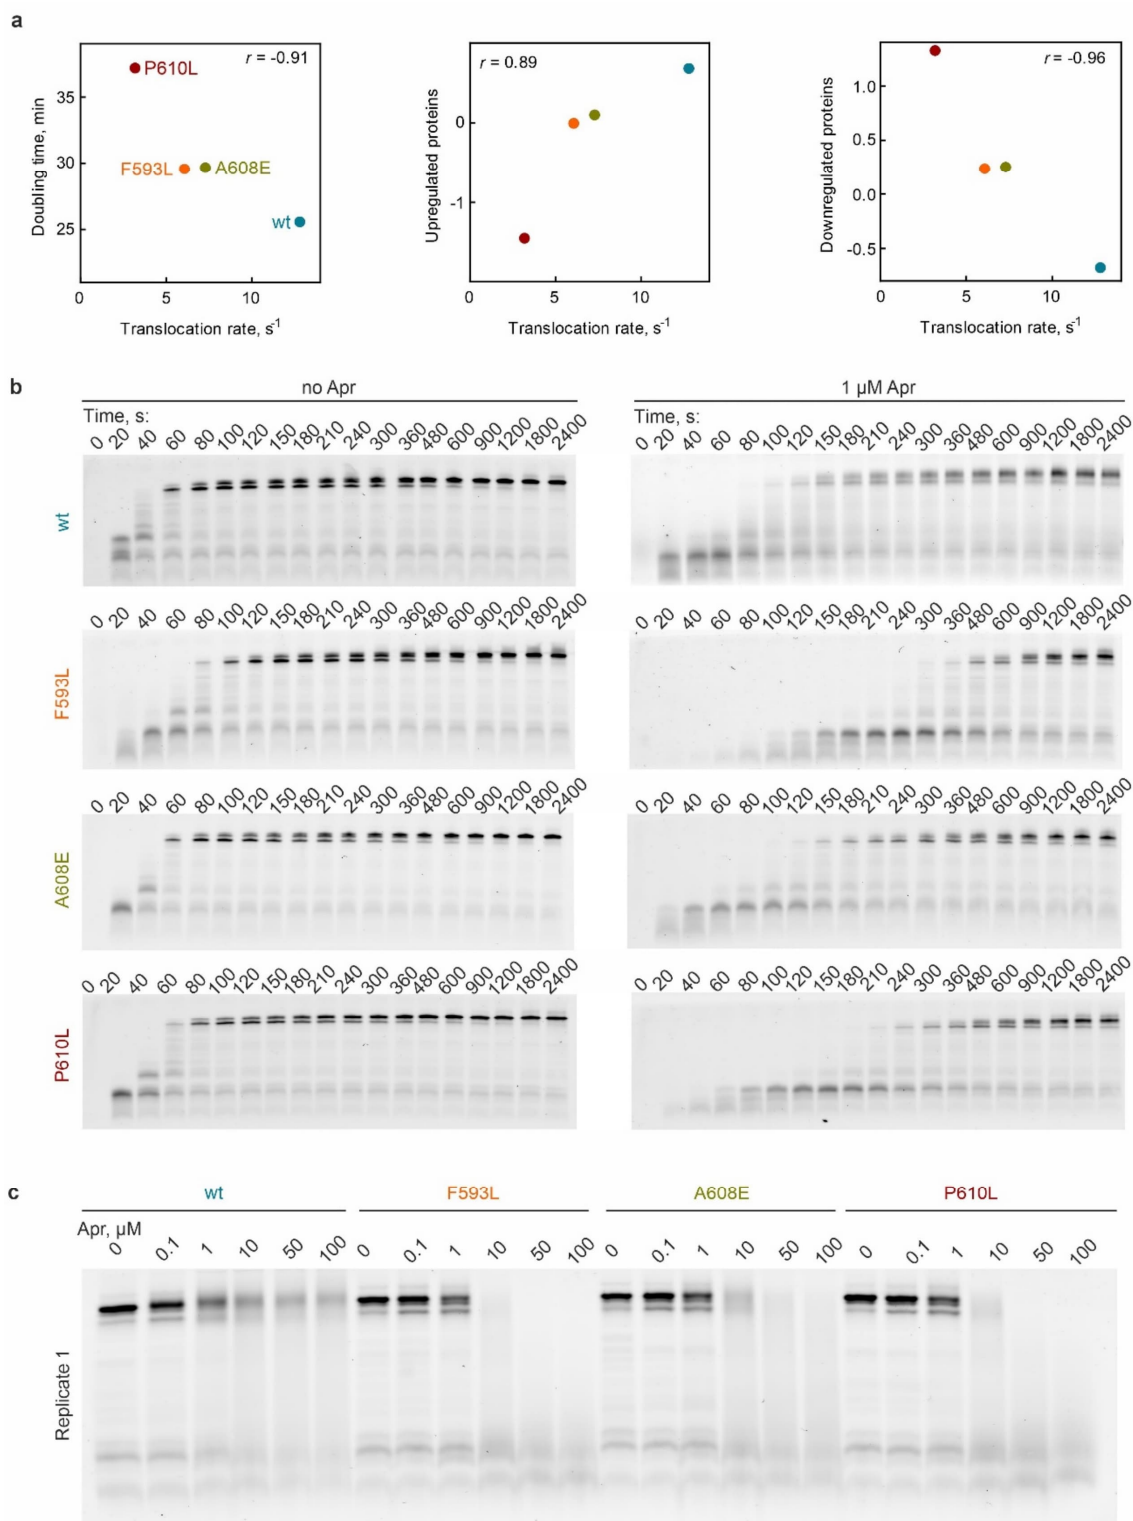 a
r = -0.91
P610L
F593L
A608E
wt
35
30
25
0
5
10
Doubling time, min
Translocation rate, s-1
r = 0.89
0
-1
0
5
10
Upregulated proteins
Translocation rate, s-1
r = -0.96
1.0
0.5
0.0
-0.5
0
5
10
Downregulated proteins
Translocation rate, s-1
b
no Apr
1 µM Apr
Time, s:
0 20 40 60 80 100 120 150 180 210 240 300 360 480 600 900 1200 1800 2400
Time, s:
0 20 40 60 80 100 120 150 180 210 240 300 360 480 600 900 1200 1800 2400
wt
0 20 40 60 80 100 120 150 180 210 240 300 360 480 600 900 1200 1800 2400
0 20 40 60 80 100 120 150 180 210 240 300 360 480 600 900 1200 1800 2400
F593L
0 20 40 60 80 100 120 150 180 210 240 300 360 480 600 900 1200 1800 2400
0 20 40 60 80 100 120 150 180 210 240 300 360 480 600 900 1200 1800 2400
A608E
0 20 40 60 80 100 120 150 180 210 240 300 360 480 600 900 1200 1800 2400
0 20 40 60 80 100 120 150 180 210 240 300 360 480 600 900 1200 1800 2400
P610L
c
wt
F593L
A608E
P610L
Apr, µM
0 0.1 1 10 50 100 0 0.1 1 10 50 100 0 0.1 1 10 50 100 0 0.1 1 10 50 100
Replicate 1